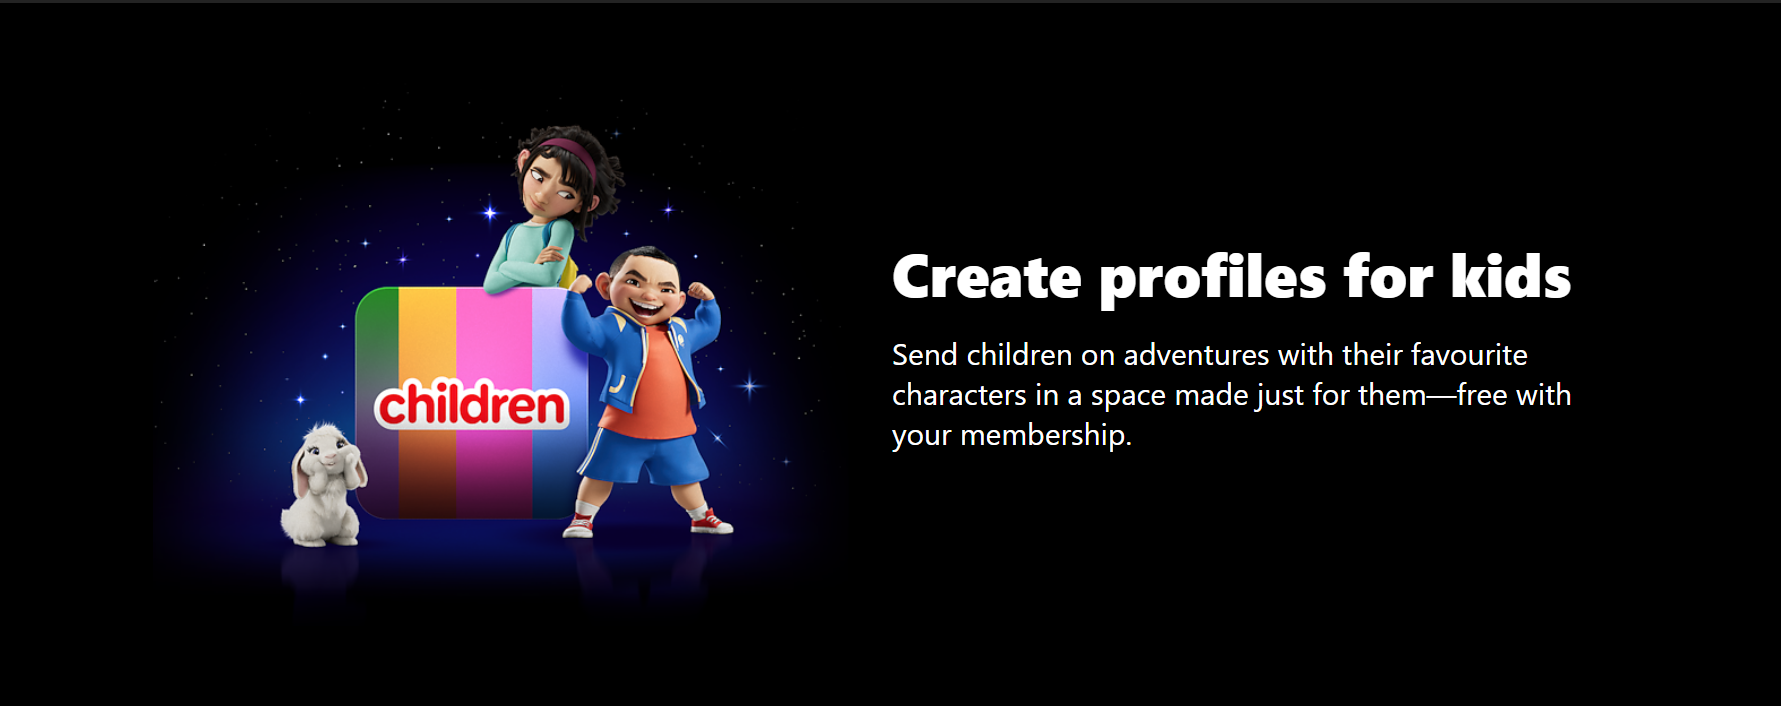 children
Create profiles for kids
Send children on adventures with their favourite
characters in a space made just for them—free with
your membership.